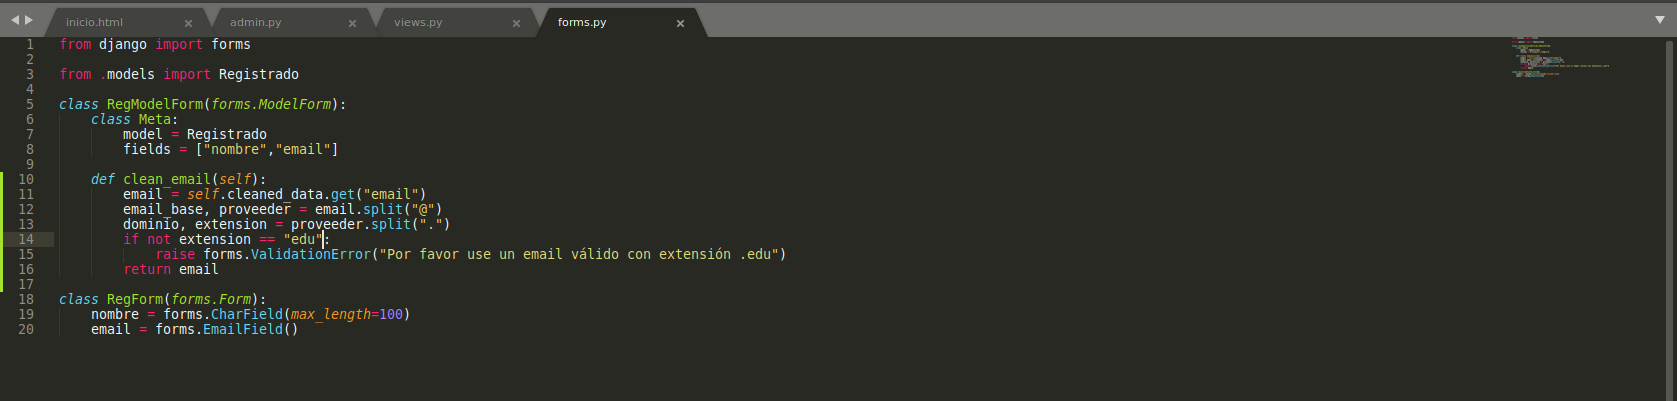 inicio.html × admin.py × views.py × forms.py ×
1 from django import forms
2
3 from .models import Registrado
4
5 class RegModelForm(forms.ModelForm):
6     class Meta:
7         model = Registrado
8         fields = ["nombre","email"]
9
10     def clean_email(self):
11         email = self.cleaned_data.get("email")
12         email_base, proveeder = email.split("@")
13         dominio, extension = proveeder.split(".")
14         if not extension == "edu":
15             raise forms.ValidationError("Por favor use un email válido con extensión .edu")
16         return email
17
18 class RegForm(forms.Form):
19     nombre = forms.CharField(max_length=100)
20     email = forms.EmailField()